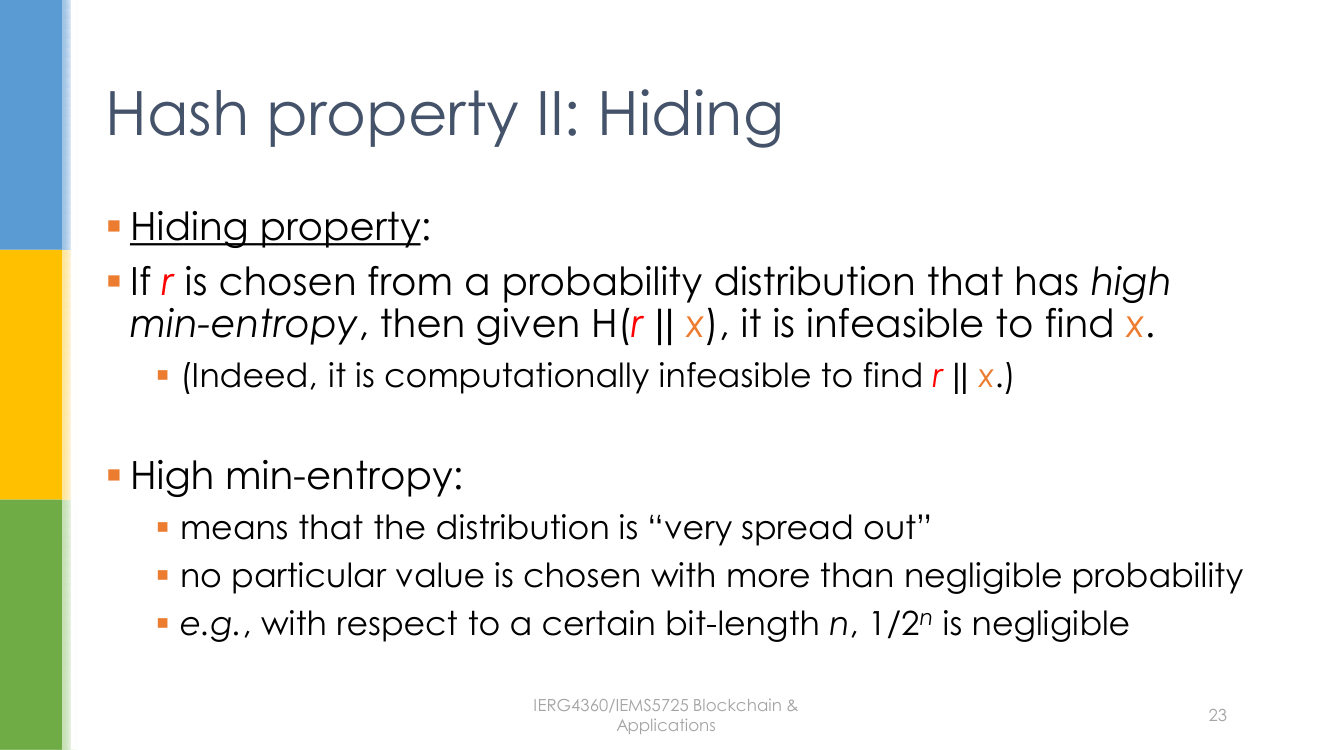 Hash property II: Hiding
▪ Hiding property:
▪ If r is chosen from a probability distribution that has high
min-entropy, then given H(r || x), it is infeasible to find x.
▪ (Indeed, it is computationally infeasible to find r || x.)
▪ High min-entropy:
▪ means that the distribution is “very spread out”
▪ no particular value is chosen with more than negligible probability
▪ e.g., with respect to a certain bit-length n, 1/2ⁿ is negligible
IERG4360/IEMS5725 Blockchain &
Applications
23